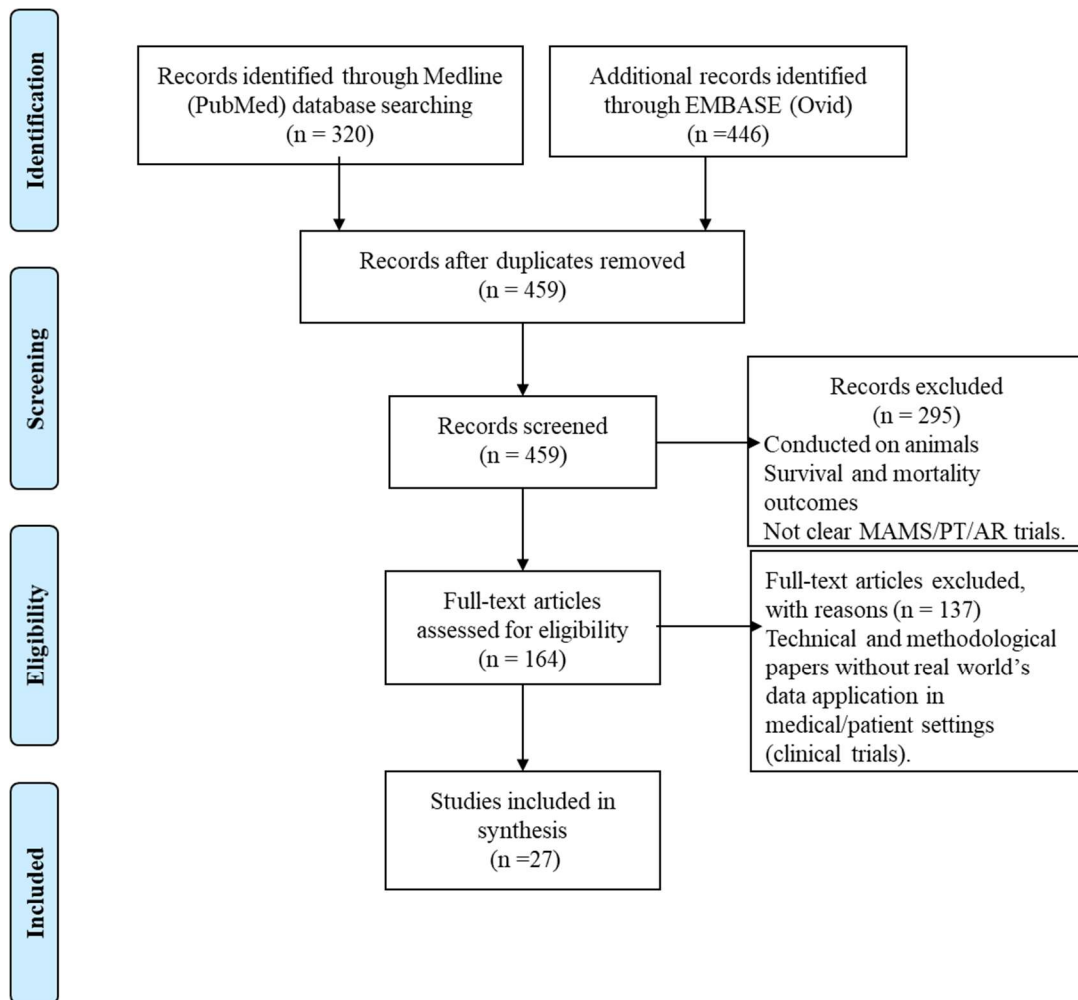 Identification
Records identified through Medline
(PubMed) database searching
(n = 320)
Additional records identified
through EMBASE (Ovid)
(n =446)
Records after duplicates removed
(n = 459)
Screening
Records screened
(n = 459)
Records excluded
(n = 295)
Conducted on animals
Survival and mortality
outcomes
Not clear MAMS/PT/AR trials.
Eligibility
Full-text articles
assessed for eligibility
(n = 164)
Full-text articles excluded,
with reasons (n = 137)
Technical and methodological
papers without real world’s
data application in
medical/patient settings
(clinical trials).
Included
Studies included in
synthesis
(n =27)